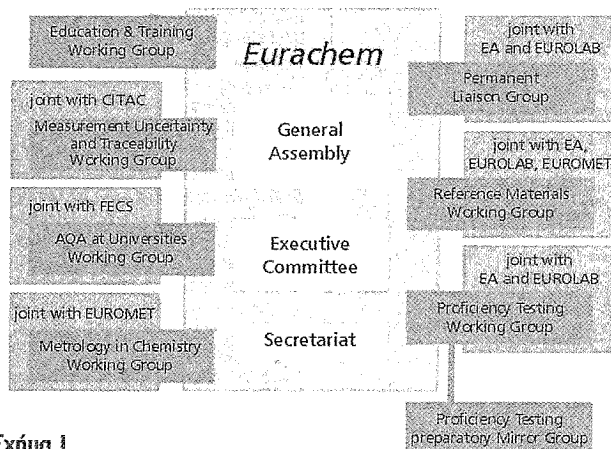 Education & Training
Working Group
joint with CITAC
Measurement Uncertainty
and Traceability
Working Group
joint with FECS
AQA at Universities
Working Group
joint with EUROMET
Metrology in Chemistry
Working Group
Eurachem
General
Assembly
Executive
Committee
Secretariat
joint with
EA and EUROLAB
Permanent
Liaison Group
joint with EA,
EUROLAB, EUROMET
Reference Materials
Working Group
joint with
EA and EUROLAB
Proficiency Testing
Working Group
Proficiency Testing
preparatory Mirror Group
Σχήμα 1